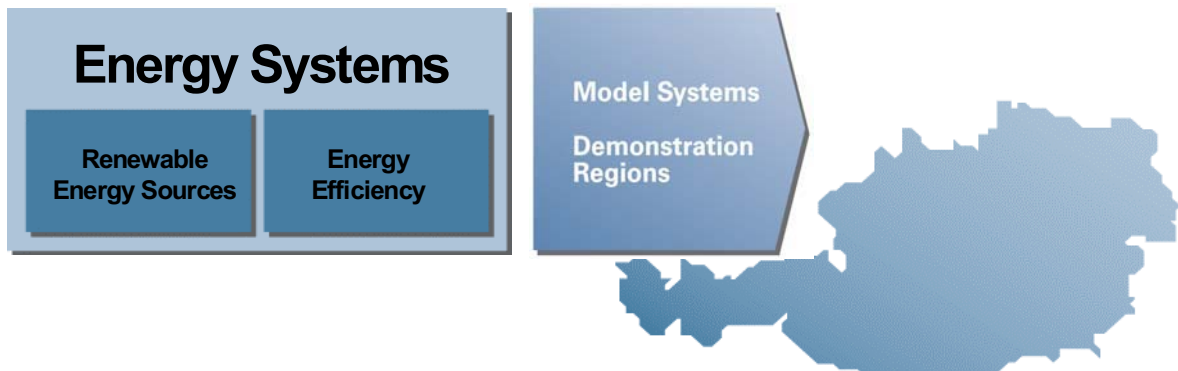 Energy Systems
Renewable
Energy Sources
Energy
Efficiency
Model Systems
Demonstration
Regions